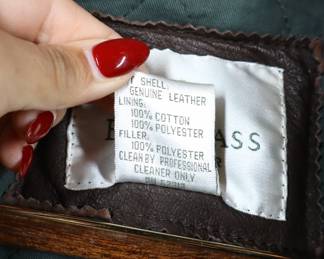 SHELL:
GENUINE LEATHER
LINING:
100% COTTON
100% POLYESTER
FILLER:
100% POLYESTER
CLEAN BY PROFESSIONAL
CLEANER ONLY
ASS
R